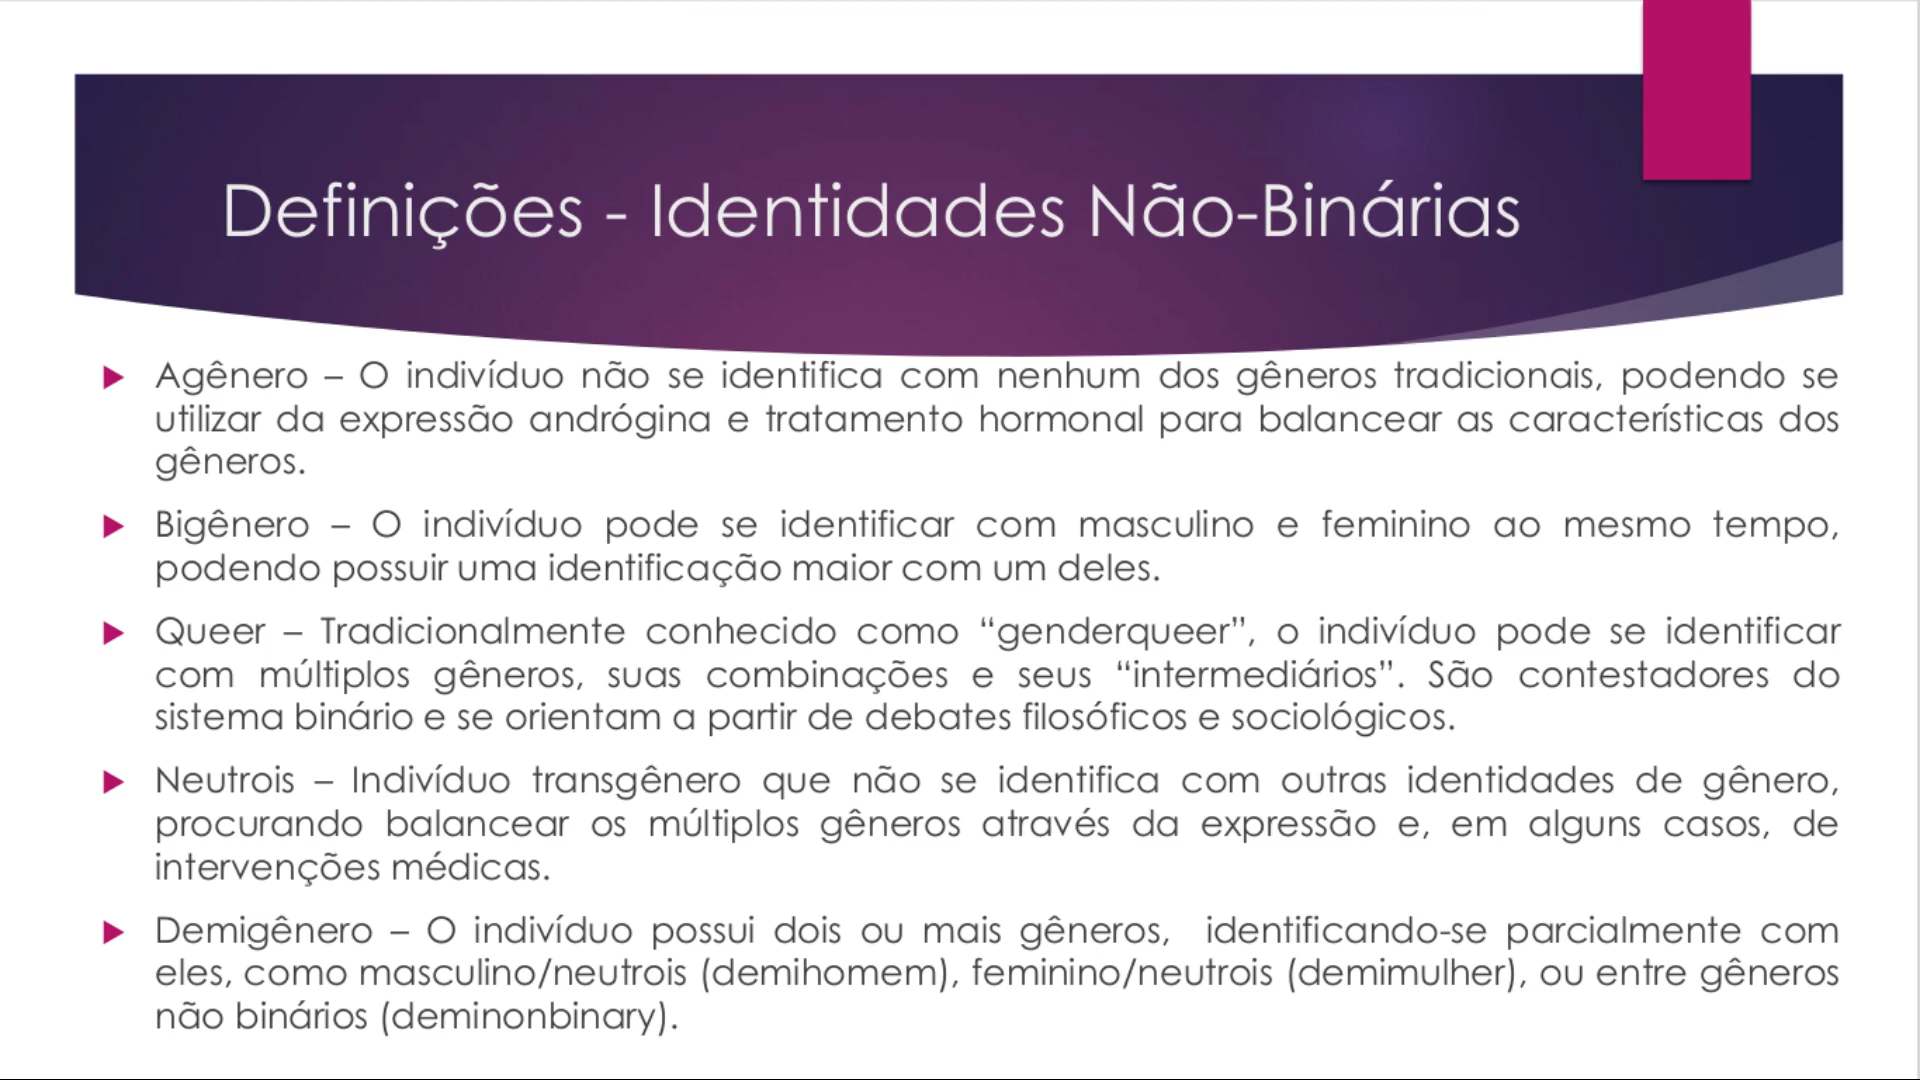 Definições - Identidades Não-Binárias
Agênero – O indivíduo não se identifica com nenhum dos gêneros tradicionais, podendo se
utilizar da expressão andrógina e tratamento hormonal para balancear as características dos
gêneros.
Bigênero – O indivíduo pode se identificar com masculino e feminino ao mesmo tempo,
podendo possuir uma identificação maior com um deles.
Queer – Tradicionalmente conhecido como “genderqueer”, o indivíduo pode se identificar
com múltiplos gêneros, suas combinações e seus “intermediários”. São contestadores do
sistema binário e se orientam a partir de debates filosóficos e sociológicos.
Neutrois – Indivíduo transgênero que não se identifica com outras identidades de gênero,
procurando balancear os múltiplos gêneros através da expressão e, em alguns casos, de
intervenções médicas.
Demigênero – O indivíduo possui dois ou mais gêneros, identificando-se parcialmente com
eles, como masculino/neutrois (demihomem), feminino/neutrois (demimulher), ou entre gêneros
não binários (deminonbinary).